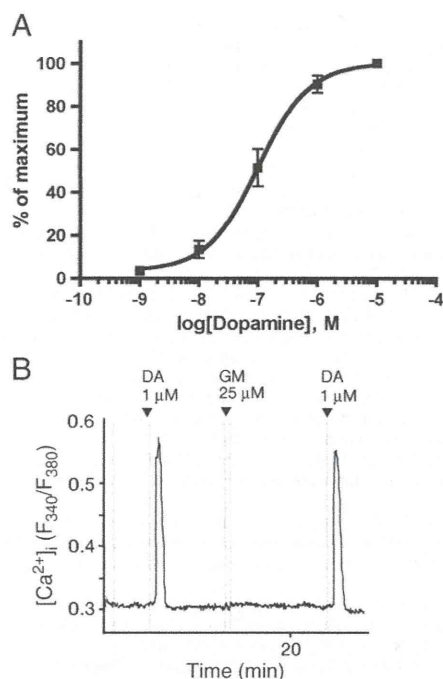 A
100
80
60
40
20
0
% of maximum
-10 -9 -8 -7 -6 -5 -4
log[Dopamine], M
B
DA GM DA
1 µM 25 µM 1 µM
0.6
0.5
0.4
0.3
[Ca²⁺]ᵢ (F₃₄₀/F₃₈₀)
20
Time (min)